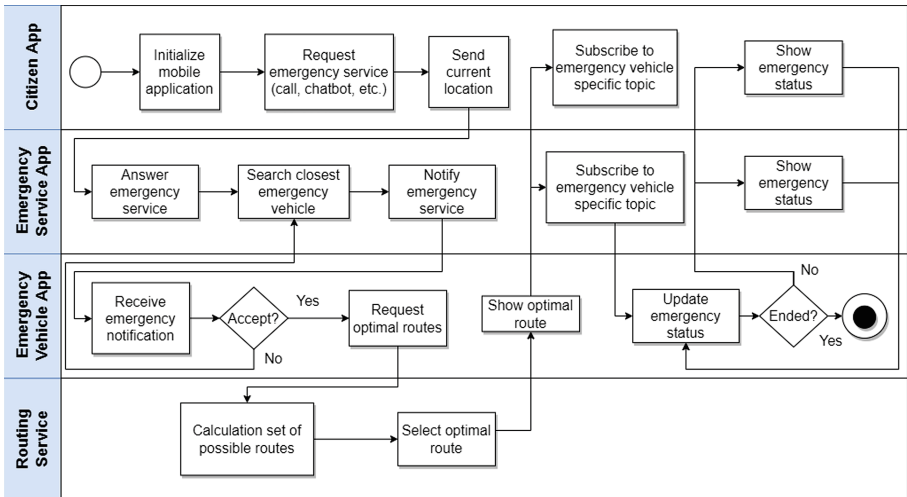 Citizen App
Initialize
mobile
application
Request
emergency service
(call, chatbot, etc.)
Send
current
location
Subscribe to
emergency vehicle
specific topic
Show
emergency
status
Emergency
Service App
Answer
emergency
service
Search closest
emergency
vehicle
Notify
emergency
service
Subscribe to
emergency vehicle
specific topic
Show
emergency
status
Emergency
Vehicle App
Receive
emergency
notification
Accept?
Yes
No
Request
optimal routes
Show optimal
route
Update
emergency
status
Ended?
No
Yes
Routing
Service
Calculation set of
possible routes
Select optimal
route